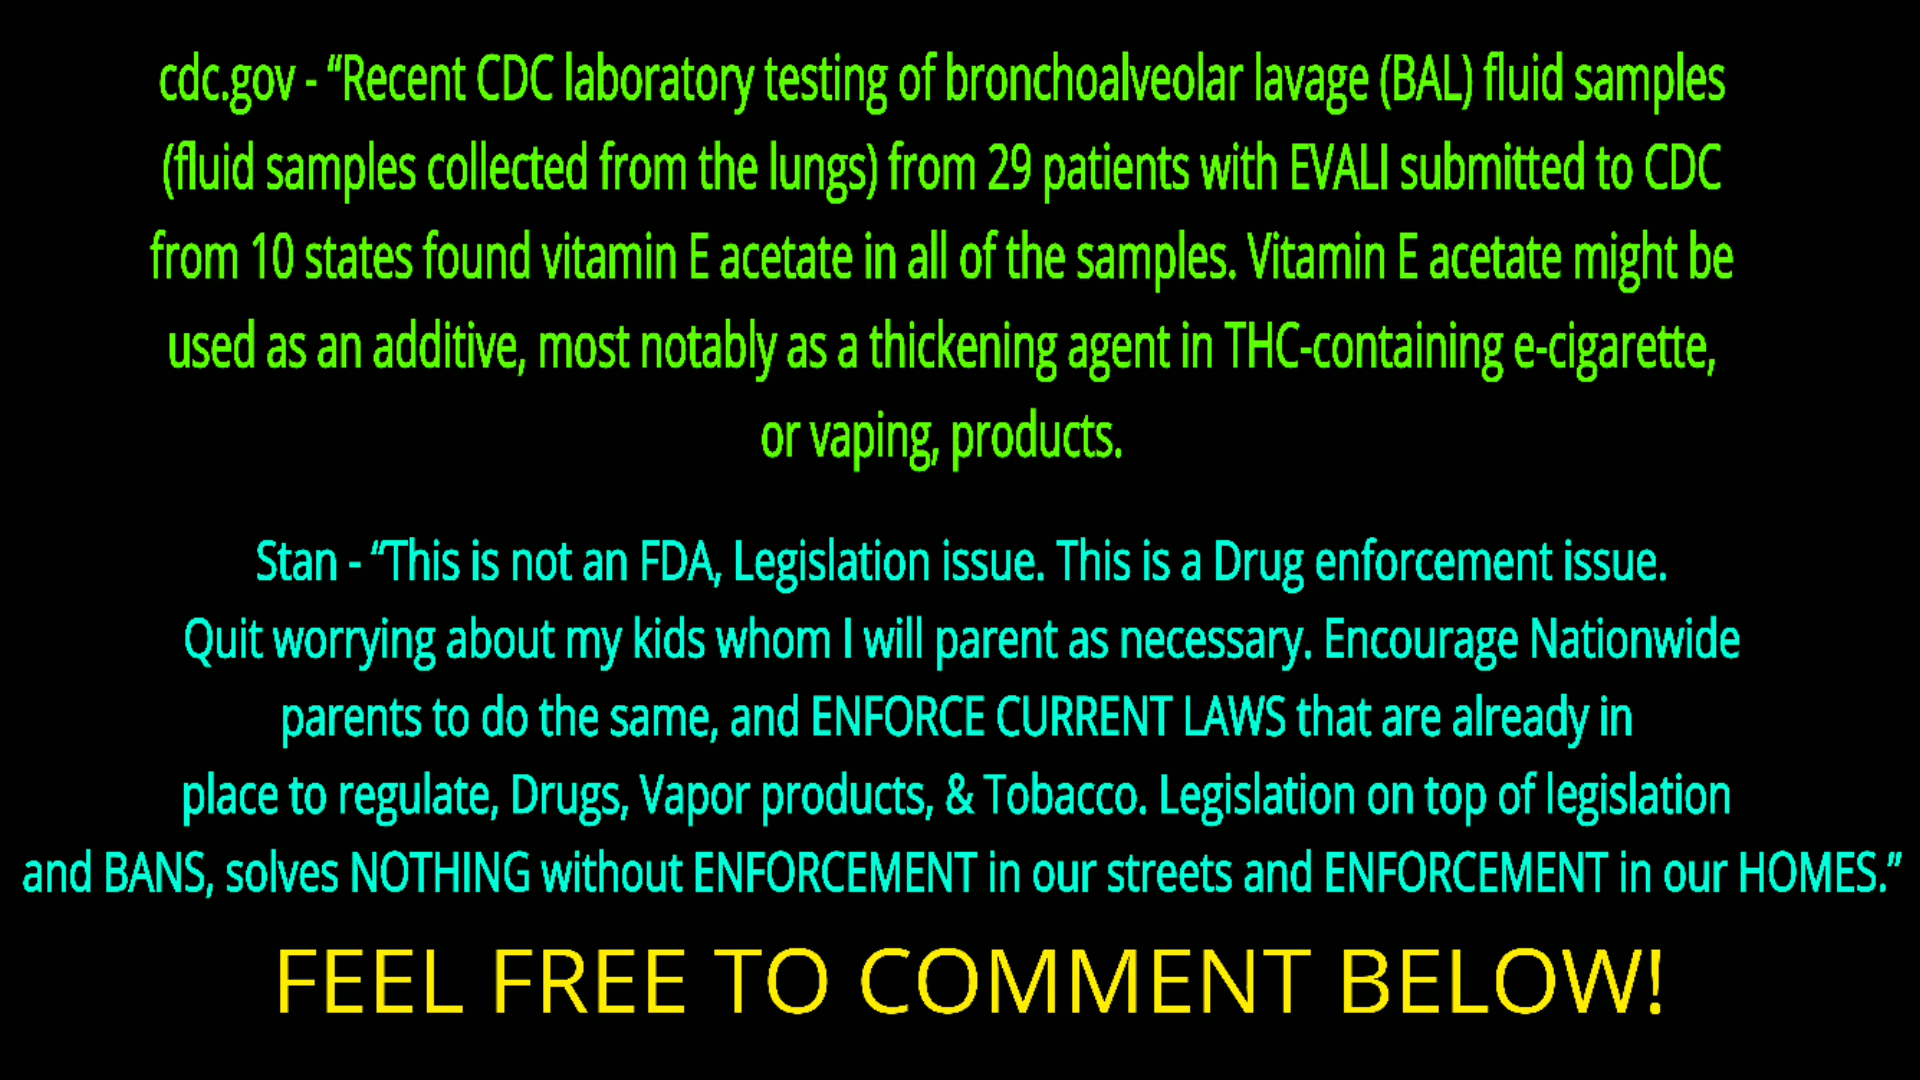 cdc.gov - “Recent CDC laboratory testing of bronchoalveolar lavage (BAL) fluid samples
(fluid samples collected from the lungs) from 29 patients with EVALI submitted to CDC
from 10 states found vitamin E acetate in all of the samples. Vitamin E acetate might be
used as an additive, most notably as a thickening agent in THC-containing e-cigarette,
or vaping, products.
Stan - “This is not an FDA, Legislation issue. This is a Drug enforcement issue.
Quit worrying about my kids whom I will parent as necessary. Encourage Nationwide
parents to do the same, and ENFORCE CURRENT LAWS that are already in
place to regulate, Drugs, Vapor products, & Tobacco. Legislation on top of legislation
and BANS, solves NOTHING without ENFORCEMENT in our streets and ENFORCEMENT in our HOMES.”
FEEL FREE TO COMMENT BELOW!